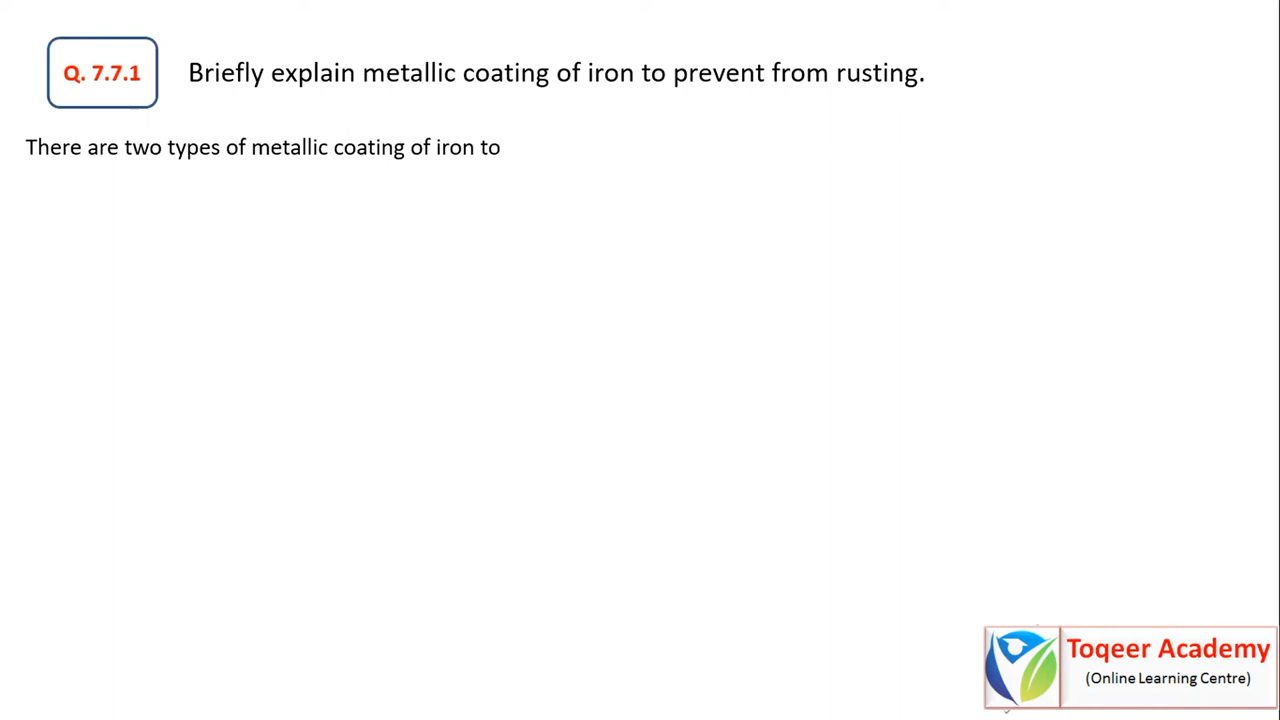 Q. 7.7.1
Briefly explain metallic coating of iron to prevent from rusting.
There are two types of metallic coating of iron to
Toqeer Academy
(Online Learning Centre)